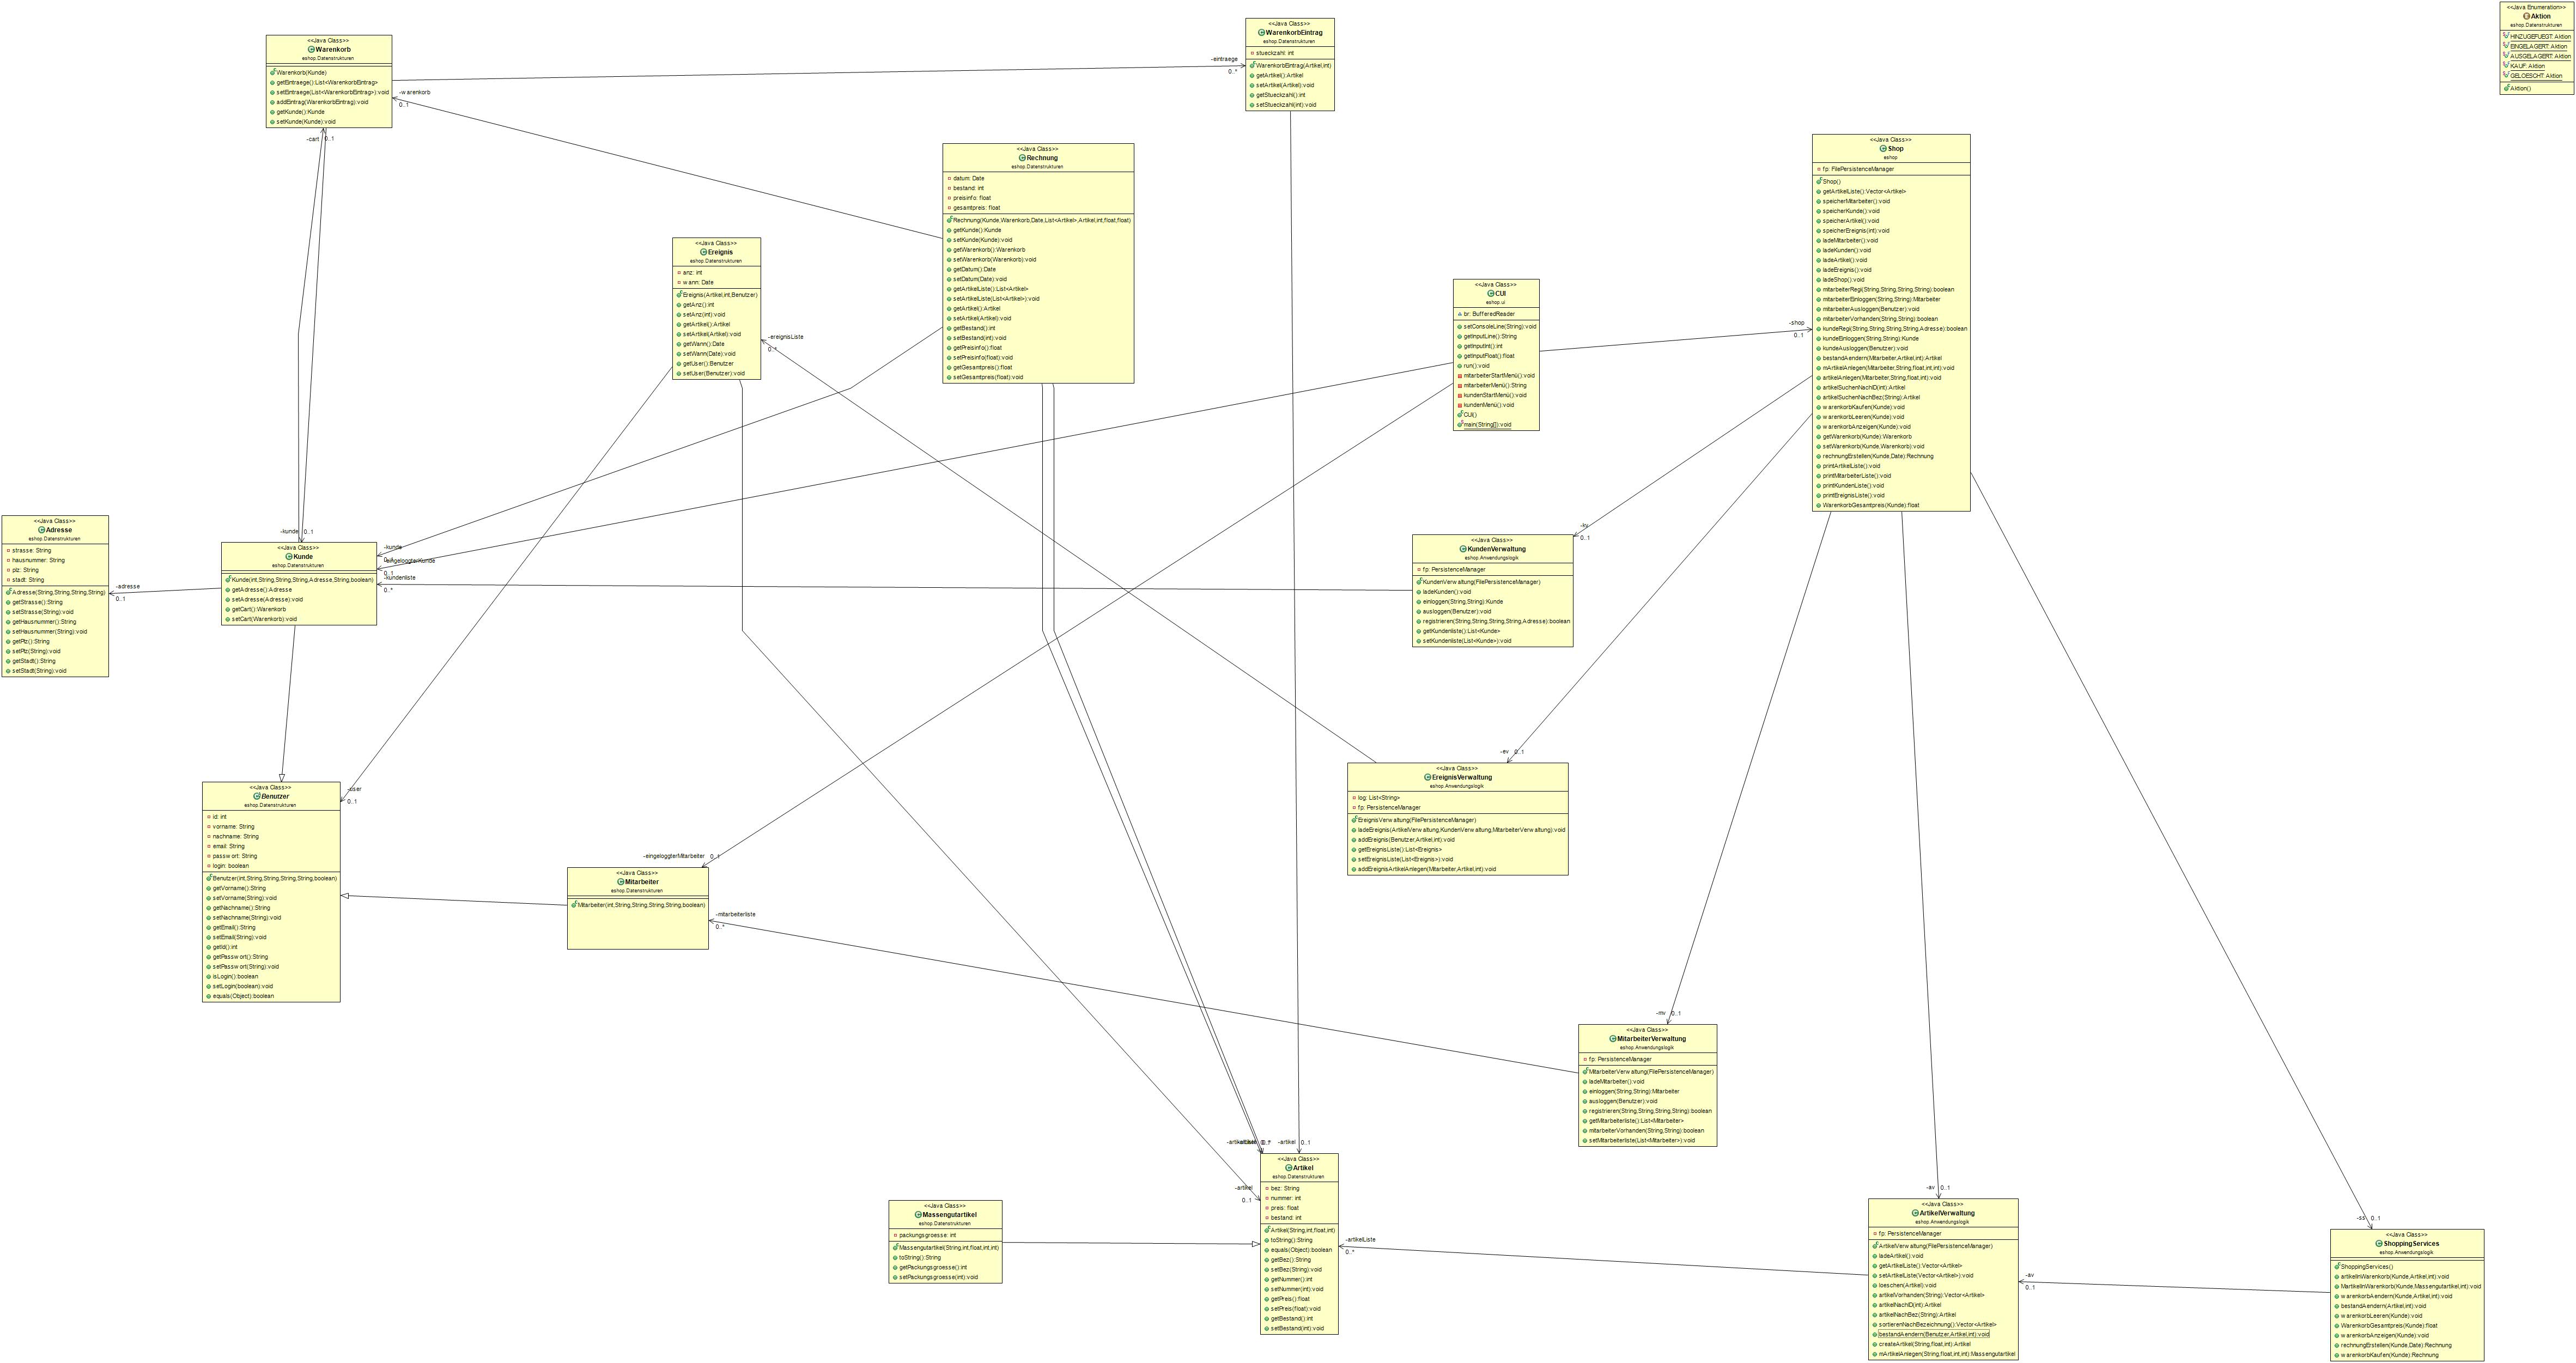 <<Java Class>>
Warenkorb
eshop.Datenstrukturen
Warenkorb(Kunde)
getEintraege():List<WarenkorbEintrag>
setEintraege(List<WarenkorbEintrag>):void
addEintrag(WarenkorbEintrag):void
getKunde():Kunde
setKunde(Kunde):void
-eintraege
0..*
-warenkorb
0..1
-cart
0..1
<<Java Class>>
WarenkorbEintrag
eshop.Datenstrukturen
stueckzahl: int
WarenkorbEintrag(Artikel,int)
getArtikel():Artikel
setArtikel(Artikel):void
getStueckzahl():int
setStueckzahl(int):void
<<Java Enumeration>>
Aktion
eshop.Datenstrukturen
HINZUGEFUEGT: Aktion
EINGELAGERT: Aktion
AUSGELAGERT: Aktion
KAUF: Aktion
GELOESCHT: Aktion
Aktion()
<<Java Class>>
Rechnung
eshop.Datenstrukturen
datum: Date
bestand: int
preisinfo: float
gesamtpreis: float
Rechnung(Kunde,Warenkorb,Date,List<Artikel>,Artikel,int,float,float)
getKunde():Kunde
setKunde(Kunde):void
getWarenkorb():Warenkorb
setWarenkorb(Warenkorb):void
getDatum():Date
setDatum(Date):void
getArtikelListe():List<Artikel>
setArtikelListe(List<Artikel>):void
getArtikel():Artikel
setArtikel(Artikel):void
getBestand():int
setBestand(int):void
getPreisinfo():float
setPreisinfo(float):void
getGesamtpreis():float
setGesamtpreis(float):void
<<Java Class>>
Shop
eshop
fp: FilePersistenceManager
Shop()
getArtikelListe():Vector<Artikel>
speicherMitarbeiter():void
speicherKunde():void
speicherArtikel():void
speicherEreignis(int):void
ladeMitarbeiter():void
ladeKunden():void
ladeArtikel():void
ladeEreignis():void
ladeShop():void
mitarbeiterRegi(String,String,String,String):boolean
mitarbeiterEinloggen(String,String):Mitarbeiter
mitarbeiterAusloggen(Benutzer):void
mitarbeiterVorhanden(String,String):boolean
kundeRegi(String,String,String,String,Adresse):boolean
kundeEinloggen(String,String):Kunde
kundeAusloggen(Benutzer):void
bestandAendern(Mitarbeiter,Artikel,int):Artikel
mArtikelAnlegen(Mitarbeiter,String,float,int,int):void
artikelAnlegen(Mitarbeiter,String,float,int):void
artikelSuchenNachID(int):Artikel
artikelSuchenNachBez(String):Artikel
warenkorbKaufen(Kunde):void
warenkorbLeeren(Kunde):void
warenkorbAnzeigen(Kunde):void
getWarenkorb(Kunde):Warenkorb
setWarenkorb(Kunde,Warenkorb):void
rechnungErstellen(Kunde,Date):Rechnung
printArtikelListe():void
printMitarbeiterListe():void
printKundenListe():void
printEreignisListe():void
WarenkorbGesamtpreis(Kunde):float
<<Java Class>>
Ereignis
eshop.Datenstrukturen
anz: int
wann: Date
Ereignis(Artikel,int,Benutzer)
getAnz():int
setAnz(int):void
getArtikel():Artikel
setArtikel(Artikel):void
getWann():Date
setWann(Date):void
getUser():Benutzer
setUser(Benutzer):void
-ereignisListe
0..*
<<Java Class>>
CUI
eshop.ui
br: BufferedReader
setConsoleLine(String):void
getInputLine():String
getInputInt():int
getInputFloat():float
run():void
mitarbeiterStartMenü():void
mitarbeiterMenü():String
kundenStartMenü():void
kundenMenü():void
CUI()
main(String[]):void
-shop
0..1
<<Java Class>>
Adresse
eshop.Datenstrukturen
strasse: String
hausnummer: String
plz: String
stadt: String
Adresse(String,String,String,String)
getStrasse():String
setStrasse(String):void
getHausnummer():String
setHausnummer(String):void
getPlz():String
setPlz(String):void
getStadt():String
setStadt(String):void
-adresse
0..1
-kunde
0..1
<<Java Class>>
Kunde
eshop.Datenstrukturen
Kunde(int,String,String,String,Adresse,String,boolean)
getAdresse():Adresse
setAdresse(Adresse):void
getCart():Warenkorb
setCart(Warenkorb):void
-kunde
-eingeloggterKunde
0..1
-kundenliste
0..*
-kv
0..1
<<Java Class>>
KundenVerwaltung
eshop.Anwendungslogik
fp: PersistenceManager
KundenVerwaltung(FilePersistenceManager)
ladeKunden():void
einloggen(String,String):Kunde
ausloggen(Benutzer):void
registrieren(String,String,String,String,Adresse):boolean
getKundenliste():List<Kunde>
setKundenliste(List<Kunde>):void
-ev
0..1
<<Java Class>>
EreignisVerwaltung
eshop.Anwendungslogik
log: List<String>
fp: PersistenceManager
EreignisVerwaltung(FilePersistenceManager)
ladeEreignis(ArtikelVerwaltung,KundenVerwaltung,MitarbeiterVerwaltung):void
addEreignis(Benutzer,Artikel,int):void
getEreignisListe():List<Ereignis>
setEreignisListe(List<Ereignis>):void
addEreignisArtikelAnlegen(Mitarbeiter,Artikel,int):void
<<Java Class>>
Benutzer
eshop.Datenstrukturen
id: int
vorname: String
nachname: String
email: String
passwort: String
login: boolean
Benutzer(int,String,String,String,String,boolean)
getVorname():String
setVorname(String):void
getNachname():String
setNachname(String):void
getEmail():String
setEmail(String):void
getId():int
getPasswort():String
setPasswort(String):void
isLogin():boolean
setLogin(boolean):void
equals(Object):boolean
-user
0..1
-eingeloggterMitarbeiter
0..1
<<Java Class>>
Mitarbeiter
eshop.Datenstrukturen
Mitarbeiter(int,String,String,String,String,boolean)
-mitarbeiterliste
0..*
-mv
0..1
<<Java Class>>
MitarbeiterVerwaltung
eshop.Anwendungslogik
fp: PersistenceManager
MitarbeiterVerwaltung(FilePersistenceManager)
ladeMitarbeiter():void
einloggen(String,String):Mitarbeiter
ausloggen(Benutzer):void
registrieren(String,String,String,String):boolean
getMitarbeiterliste():List<Mitarbeiter>
mitarbeiterVorhanden(String,String):boolean
setMitarbeiterliste(List<Mitarbeiter>):void
-artikel
0..1
-artikel
0..1
<<Java Class>>
Artikel
eshop.Datenstrukturen
bez: String
nummer: int
preis: float
bestand: int
Artikel(String,int,float,int)
toString():String
equals(Object):boolean
getBez():String
setBez(String):void
getNummer():int
setNummer(int):void
getPreis():float
setPreis(float):void
getBestand():int
setBestand(int):void
<<Java Class>>
Massengutartikel
eshop.Datenstrukturen
packungsgroesse: int
Massengutartikel(String,int,float,int,int)
toString():String
getPackungsgroesse():int
setPackungsgroesse(int):void
-artikelListe
0..*
-av
0..1
<<Java Class>>
ArtikelVerwaltung
eshop.Anwendungslogik
fp: PersistenceManager
ArtikelVerwaltung(FilePersistenceManager)
ladeArtikel():void
getArtikelListe():Vector<Artikel>
setArtikelListe(Vector<Artikel>):void
loeschen(Artikel):void
artikelVorhanden(String):Vector<Artikel>
artikelNachID(int):Artikel
artikelNachBez(String):Artikel
sortierenNachBezeichnung():Vector<Artikel>
bestandAendern(Benutzer,Artikel,int):void
createArtikel(String,float,int):Artikel
mArtikelAnlegen(String,float,int,int):Massengutartikel
-av
0..1
-ss
0..1
<<Java Class>>
ShoppingServices
eshop.Anwendungslogik
ShoppingServices()
artikelInWarenkorb(Kunde,Artikel,int):void
MartikelInWarenkorb(Kunde,Massengutartikel,int):void
warenkorbAendern(Kunde,Artikel,int):void
bestandAendern(Artikel,int):void
warenkorbLeeren(Kunde):void
WarenkorbGesamtpreis(Kunde):float
warenkorbAnzeigen(Kunde):void
rechnungErstellen(Kunde,Date):Rechnung
warenkorbKaufen(Kunde):Rechnung